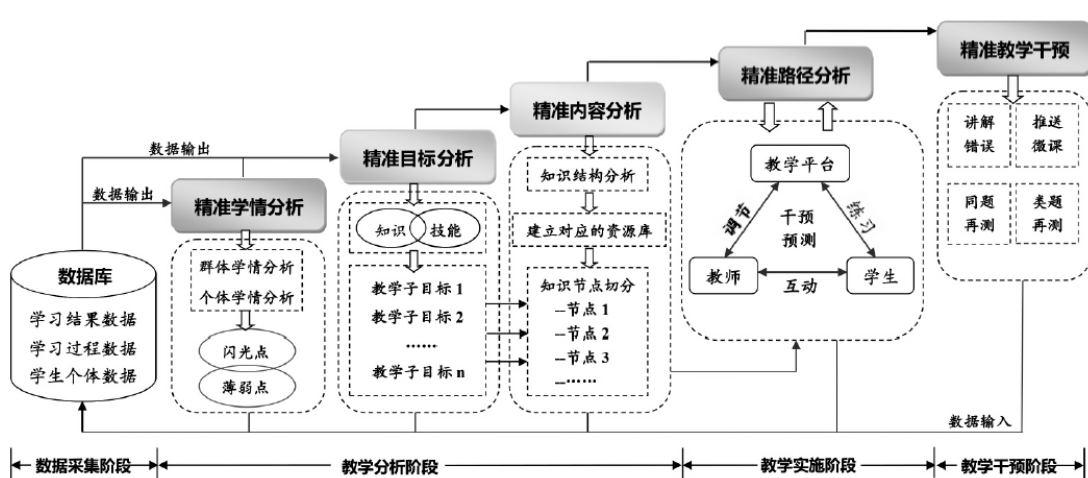 精准教学干预
精准路径分析
精准内容分析
精准目标分析
精准学情分析
数据输出
数据输出
数据库
学习结果数据
学习过程数据
学生个体数据
群体学情分析
个体学情分析
闪光点
薄弱点
知识
技能
教学子目标 1
教学子目标 2
……
教学子目标 n
知识结构分析
建立对应的资源库
知识节点切分
—节点 1
—节点 2
—节点 3
—……
教学平台
调节
干预
预测
练习
教师
互动
学生
讲解
错误
推送
微课
同题
再测
类题
再测
数据输入
数据采集阶段
教学分析阶段
教学实施阶段
教学干预阶段